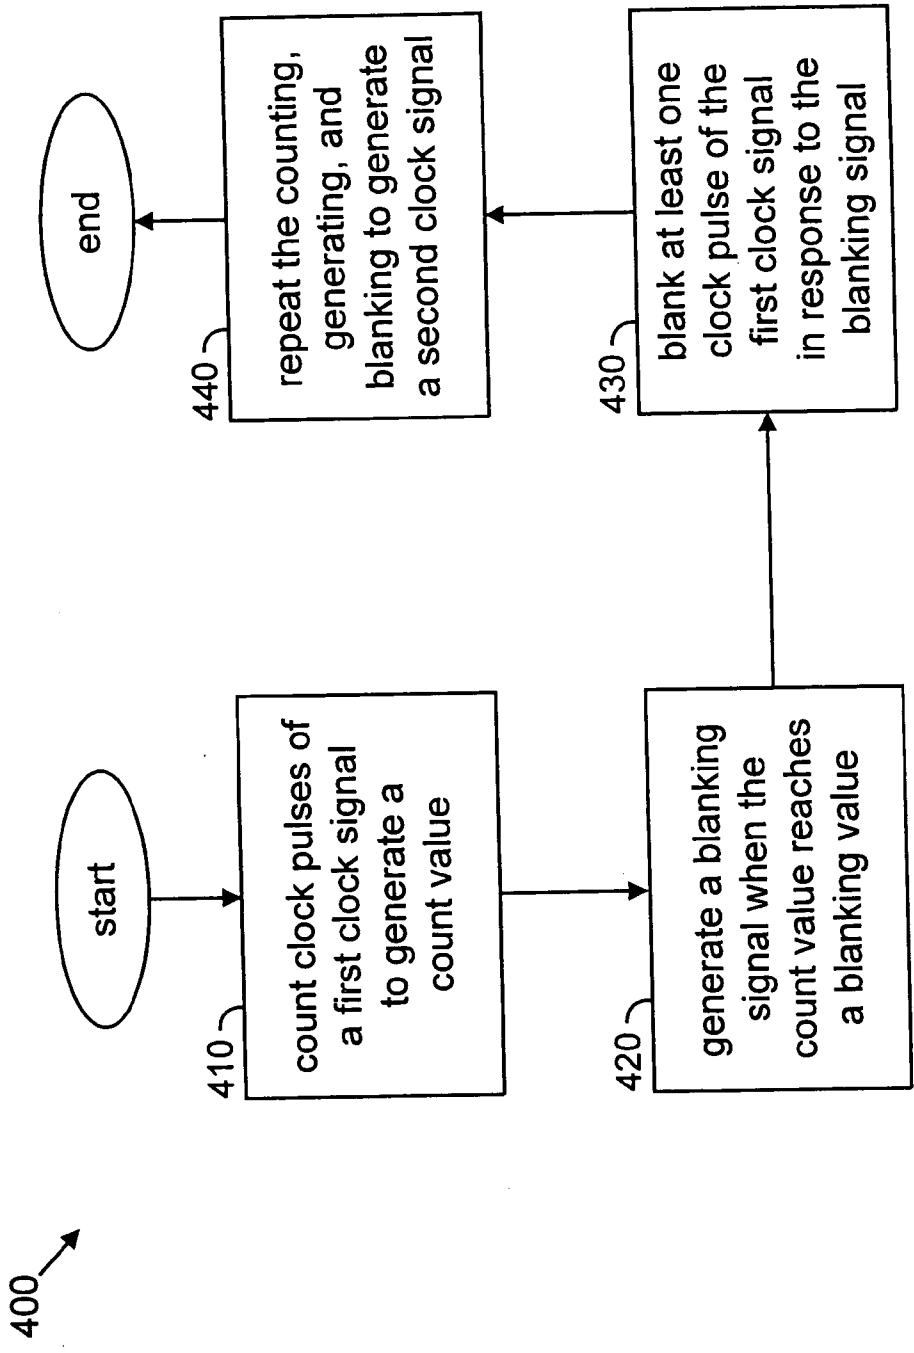 400
start
410
count clock pulses of
a first clock signal
to generate a
count value
420
generate a blanking
signal when the
count value reaches
a blanking value
430
blank at least one
clock pulse of the
first clock signal
in response to the
blanking signal
440
repeat the counting,
generating, and
blanking to generate
a second clock signal
end